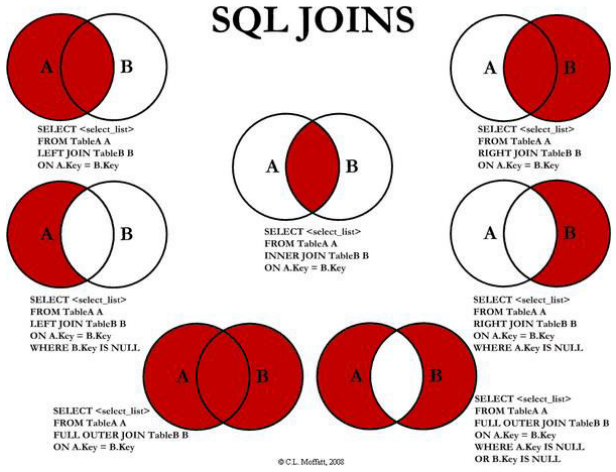 SQL JOINS
A B
SELECT <select_list>
FROM TableA A
LEFT JOIN TableB B
ON A.Key = B.Key
A B
SELECT <select_list>
FROM TableA A
RIGHT JOIN TableB B
ON A.Key = B.Key
A B
SELECT <select_list>
FROM TableA A
INNER JOIN TableB B
ON A.Key = B.Key
A B
SELECT <select_list>
FROM TableA A
LEFT JOIN TableB B
ON A.Key = B.Key
WHERE B.Key IS NULL
A B
SELECT <select_list>
FROM TableA A
RIGHT JOIN TableB B
ON A.Key = B.Key
WHERE A.Key IS NULL
A B
SELECT <select_list>
FROM TableA A
FULL OUTER JOIN TableB B
ON A.Key = B.Key
A B
SELECT <select_list>
FROM TableA A
FULL OUTER JOIN TableB B
ON A.Key = B.Key
WHERE A.Key IS NULL
OR B.Key IS NULL
© C.L. Moffatt, 2008